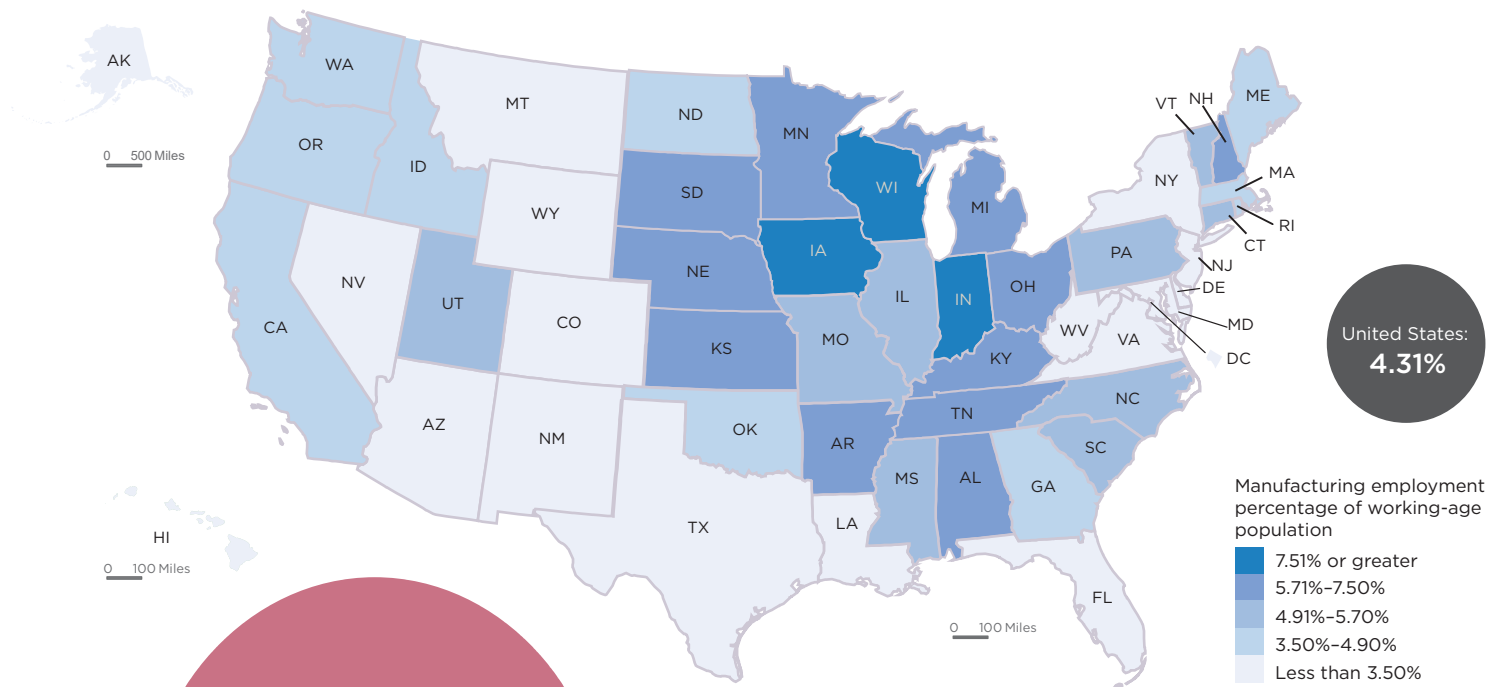 AK
WA
MT
ND
MN
VT NH
ME
OR
ID
0 500 Miles
SD
WI
MI
NY
MA
WY
RI
CT
IA
NE
PA
NJ
NV
UT
IL
IN
OH
DE
CO
CA
MO
WV
VA
MD
KS
KY
DC
United States:
4.31%
AZ
NM
OK
AR
TN
NC
SC
MS
AL
GA
TX
LA
HI
0 100 Miles
FL
0 100 Miles
Manufacturing employment
percentage of working-age
population
7.51% or greater
5.71%–7.50%
4.91%–5.70%
3.50%–4.90%
Less than 3.50%